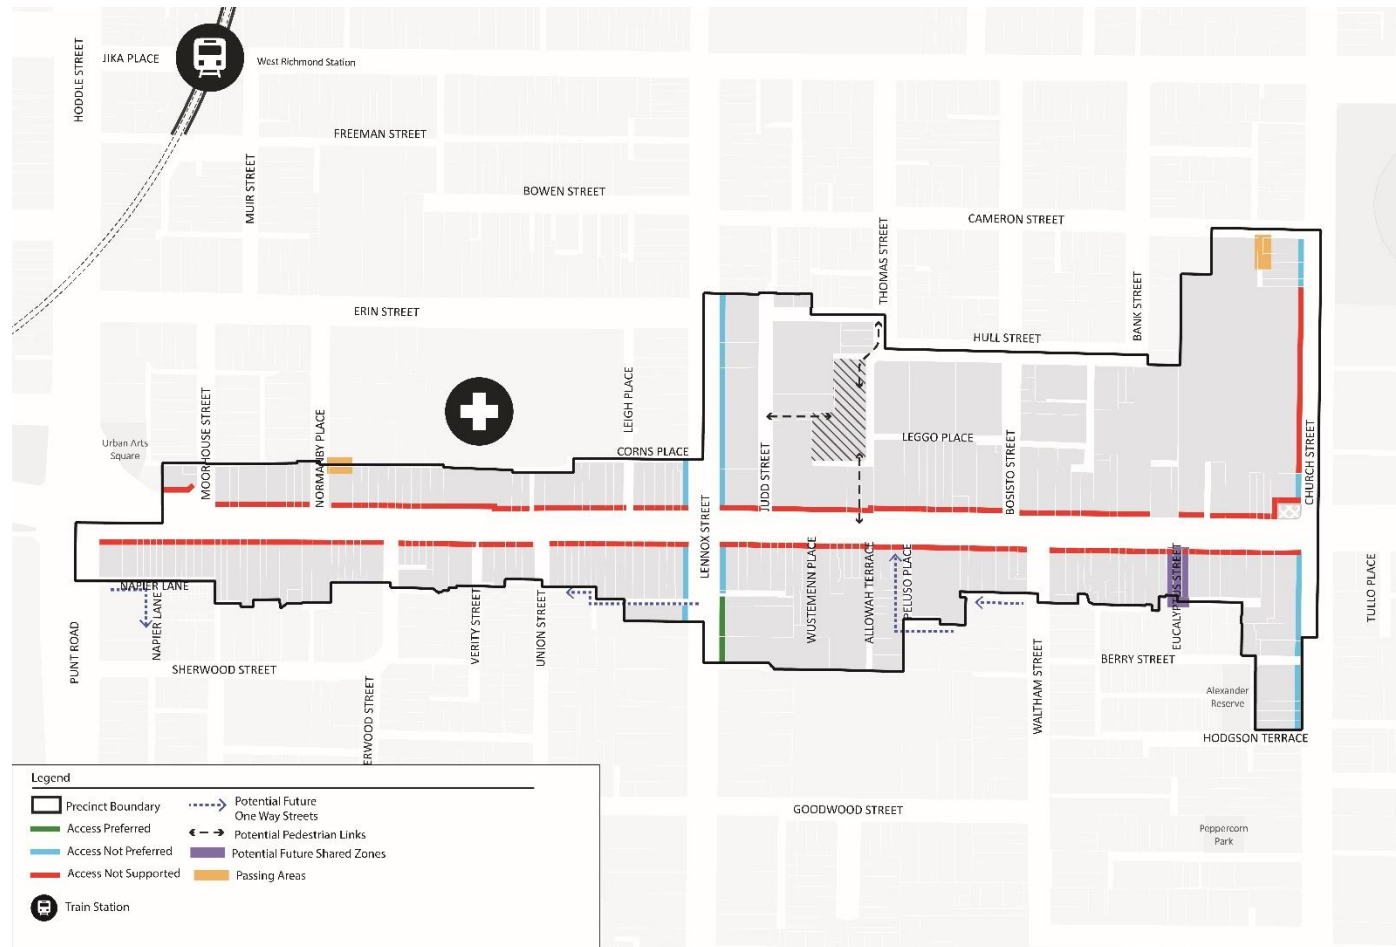 HODDLE STREET
JIKA PLACE
West Richmond Station
FREEMAN STREET
MUIR STREET
BOWEN STREET
CAMERON STREET
THOMAS STREET
BANK STREET
ERIN STREET
HULL STREET
LEIGH PLACE
MOORHOUSE STREET
NORMANBY PLACE
Urban Arts
Square
CORNS PLACE
LEGGO PLACE
JUDD STREET
BOSISTO STREET
CHURCH STREET
LENNOX STREET
NAPIER LANE
NAPIER LANE
PUNT ROAD
VERITY STREET
UNION STREET
WUSTEMENN PLACE
ALLOWAH TERRACE
PELUSO PLACE
EUCALYPTUS STREET
TULLO PLACE
SHERWOOD STREET
ERWOOD STREET
WALTHAM STREET
BERRY STREET
Alexander
Reserve
HODGSON TERRACE
GOODWOOD STREET
Peppercorn
Park
Legend
Precinct Boundary
Access Preferred
Access Not Preferred
Access Not Supported
Train Station
Potential Future
One Way Streets
Potential Pedestrian Links
Potential Future Shared Zones
Passing Areas